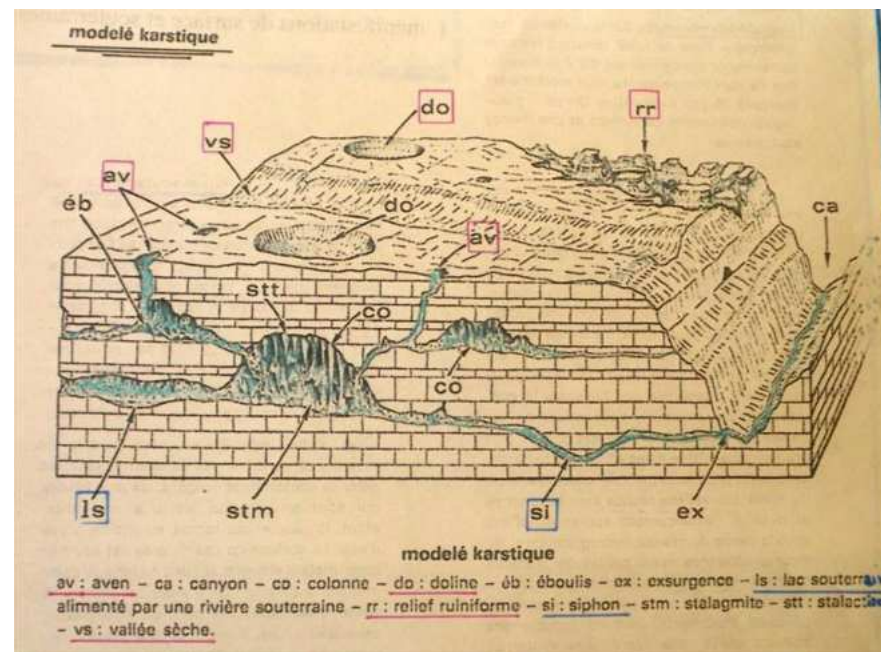 modelé karstique
do
rr
vs
av
ca
éb
do
av
stt
co
co
ls
stm
si
ex
modelé karstique
av : aven – ca : canyon – co : colonne – do : doline – éb : éboulis – ex : exsurgence – ls : lac
alimenté par une rivière souterraine – rr : relief ruiniforme – si : siphon – stm : stalagmite – stt :
– vs : vallée sèche.